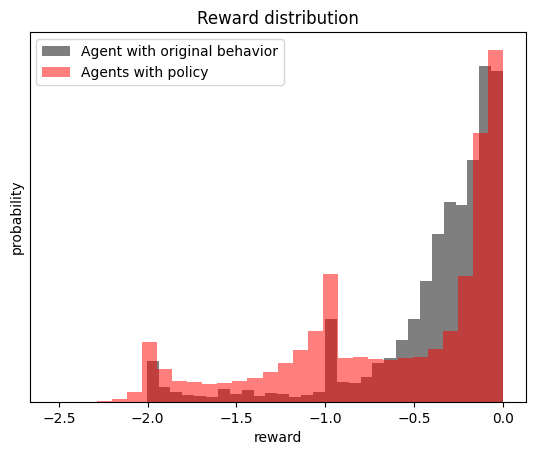 Reward distribution
Agent with original behavior
Agents with policy
probability
−2.5 −2.0 −1.5 −1.0 −0.5 0.0
reward